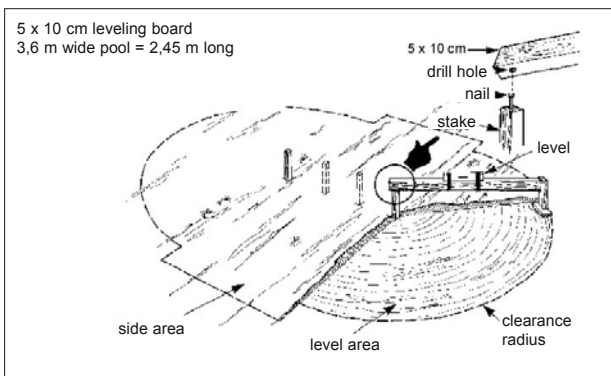 5 x 10 cm leveling board
3,6 m wide pool = 2,45 m long
5 x 10 cm
drill hole
nail
stake
level
side area
level area
clearance
radius